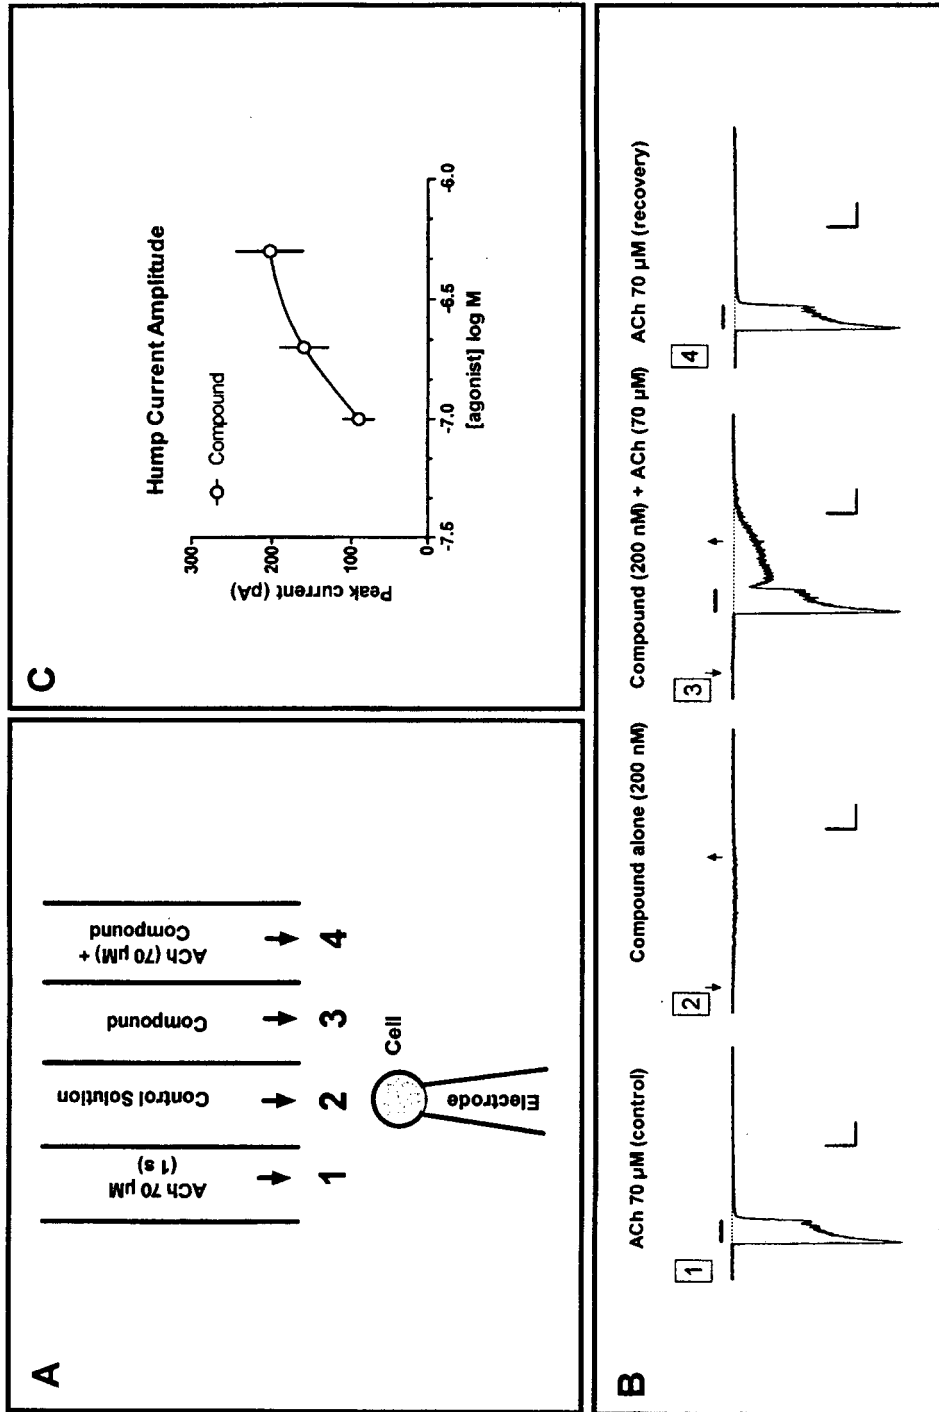 A
ACh 70 µM
(1 s)
Control Solution
Compound
ACh (70 µM) +
Compound
1
2
3
4
Cell
Electrode
C
Hump Current Amplitude
Compound
Peak current (pA)
300
200
100
0
-7.5
-7.0
-6.5
-6.0
[agonist] log M
B
ACh 70 µM (control)
Compound alone (200 nM)
Compound (200 nM) + ACh (70 µM)
ACh 70 µM (recovery)
1
2
3
4